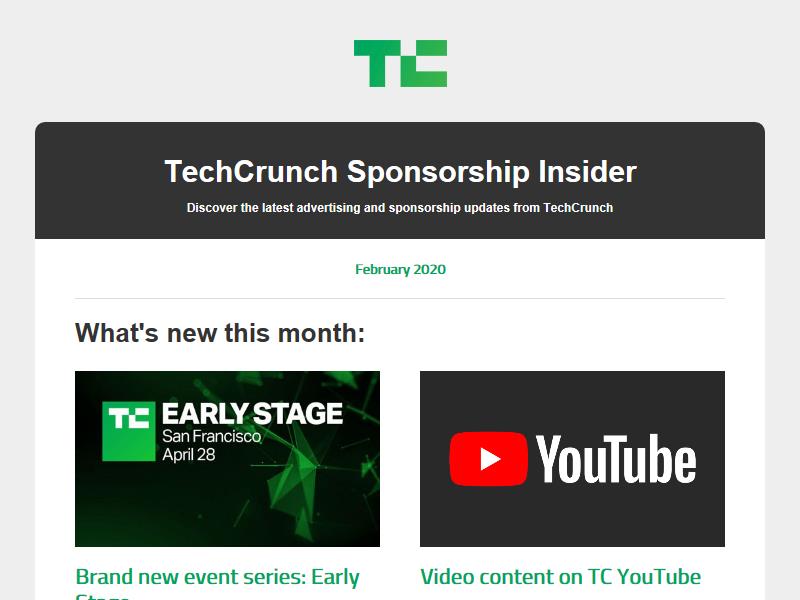 TC
TechCrunch Sponsorship Insider
Discover the latest advertising and sponsorship updates from TechCrunch
February 2020
What's new this month:
TC EARLY STAGE
San Francisco
April 28
YouTube
Brand new event series: Early
Stage
Video content on TC YouTube